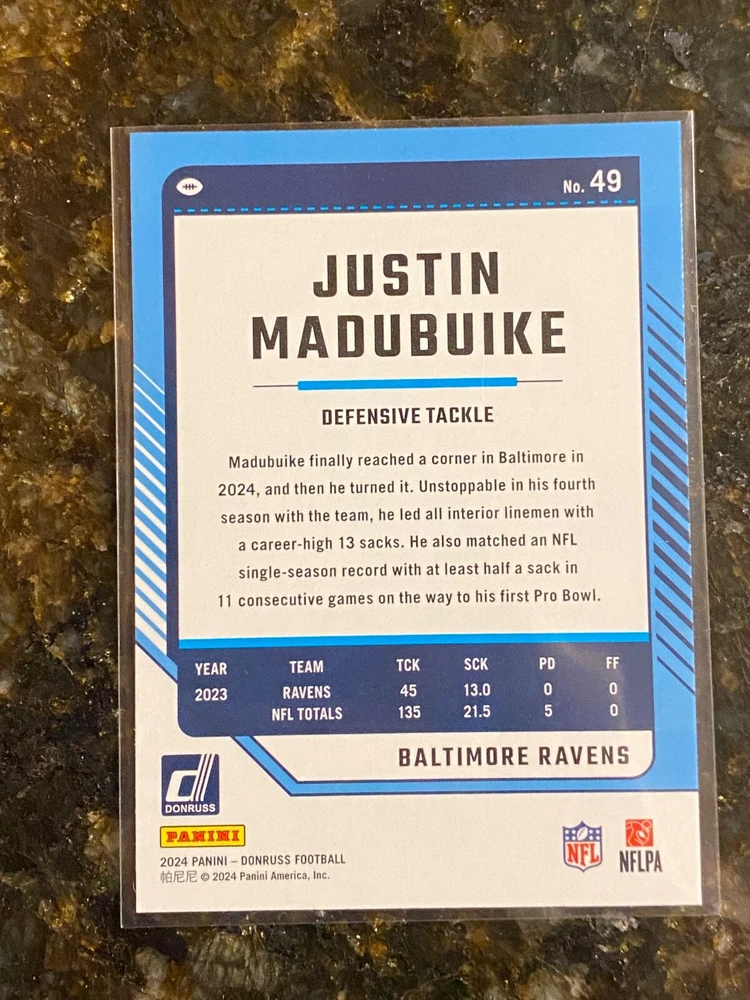 No. 49
JUSTIN
MADUBUIKE
DEFENSIVE TACKLE
Madubuike finally reached a corner in Baltimore in
2024, and then he turned it. Unstoppable in his fourth
season with the team, he led all interior linemen with
a career-high 13 sacks. He also matched an NFL
single-season record with at least half a sack in
11 consecutive games on the way to his first Pro Bowl.
YEAR TEAM TCK SCK PD FF
2023 RAVENS 45 13.0 0 0
NFL TOTALS 135 21.5 5 0
BALTIMORE RAVENS
d
DONRUSS
PANINI
2024 PANINI – DONRUSS FOOTBALL
帕尼尼 © 2024 Panini America, Inc.
NFL
NFLPA